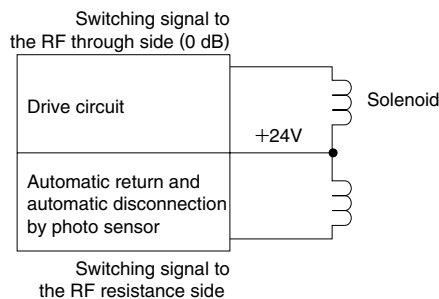 Switching signal to
the RF through side (0 dB)
Drive circuit
Solenoid
+24V
Automatic return and
automatic disconnection
by photo sensor
Switching signal to
the RF resistance side